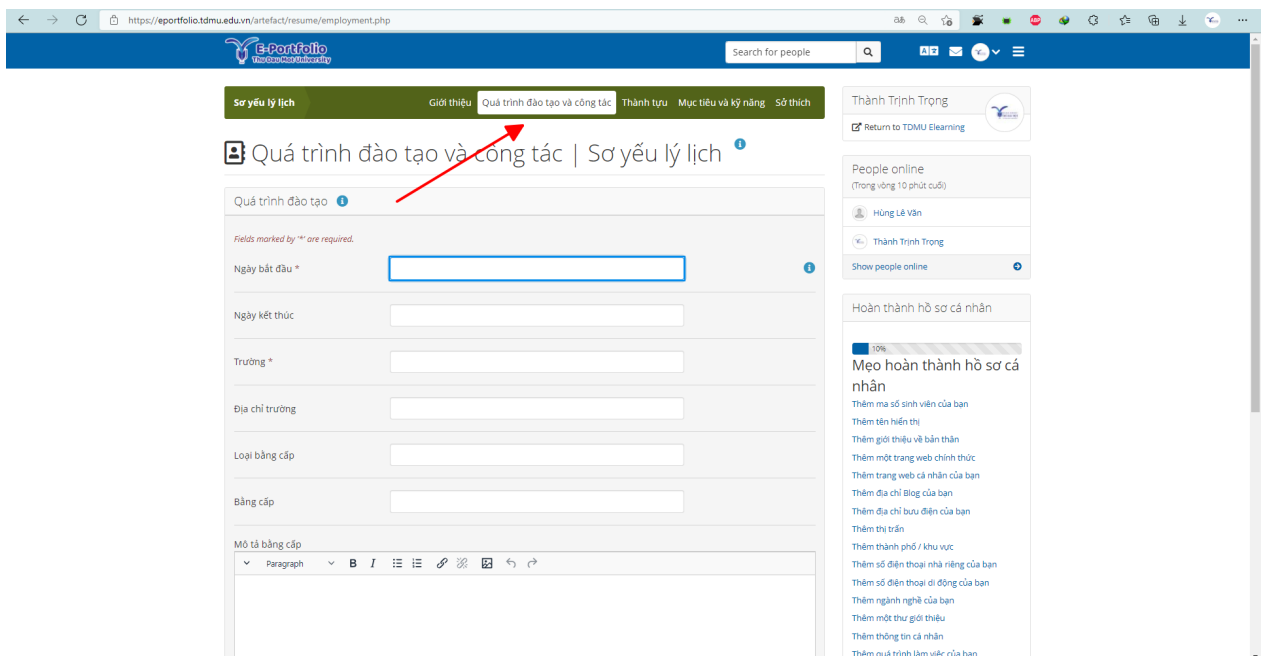 https://eportfolio.tdmu.edu.vn/artefact/resume/employment.php
E-Portfolio
Thu Dau Mot University
Search for people
Sơ yếu lý lịch
Giới thiệu Quá trình đào tạo và công tác Thành tựu Mục tiêu và kỹ năng Sở thích
Quá trình đào tạo và công tác | Sơ yếu lý lịch
Quá trình đào tạo
Fields marked by '*' are required.
Ngày bắt đầu *
Ngày kết thúc
Trường *
Địa chỉ trường
Loại bằng cấp
Bằng cấp
Mô tả bằng cấp
Paragraph B I
Thành Trịnh Trọng
Return to TDMU Elearning
People online
(Trong vòng 10 phút cuối)
Hùng Lê Văn
Thành Trịnh Trọng
Show people online
Hoàn thành hồ sơ cá nhân
10%
Mẹo hoàn thành hồ sơ cá
nhân
Thêm ma số sinh viên của bạn
Thêm tên hiển thị
Thêm giới thiệu về bản thân
Thêm một trang web chính thức
Thêm trang web cá nhân của bạn
Thêm địa chỉ Blog của bạn
Thêm địa chỉ bưu điện của bạn
Thêm thị trấn
Thêm thành phố / khu vực
Thêm số điện thoại nhà riêng của bạn
Thêm số điện thoại di động của bạn
Thêm ngành nghề của bạn
Thêm một thư giới thiệu
Thêm thông tin cá nhân
Thêm quá trình làm việc của bạn